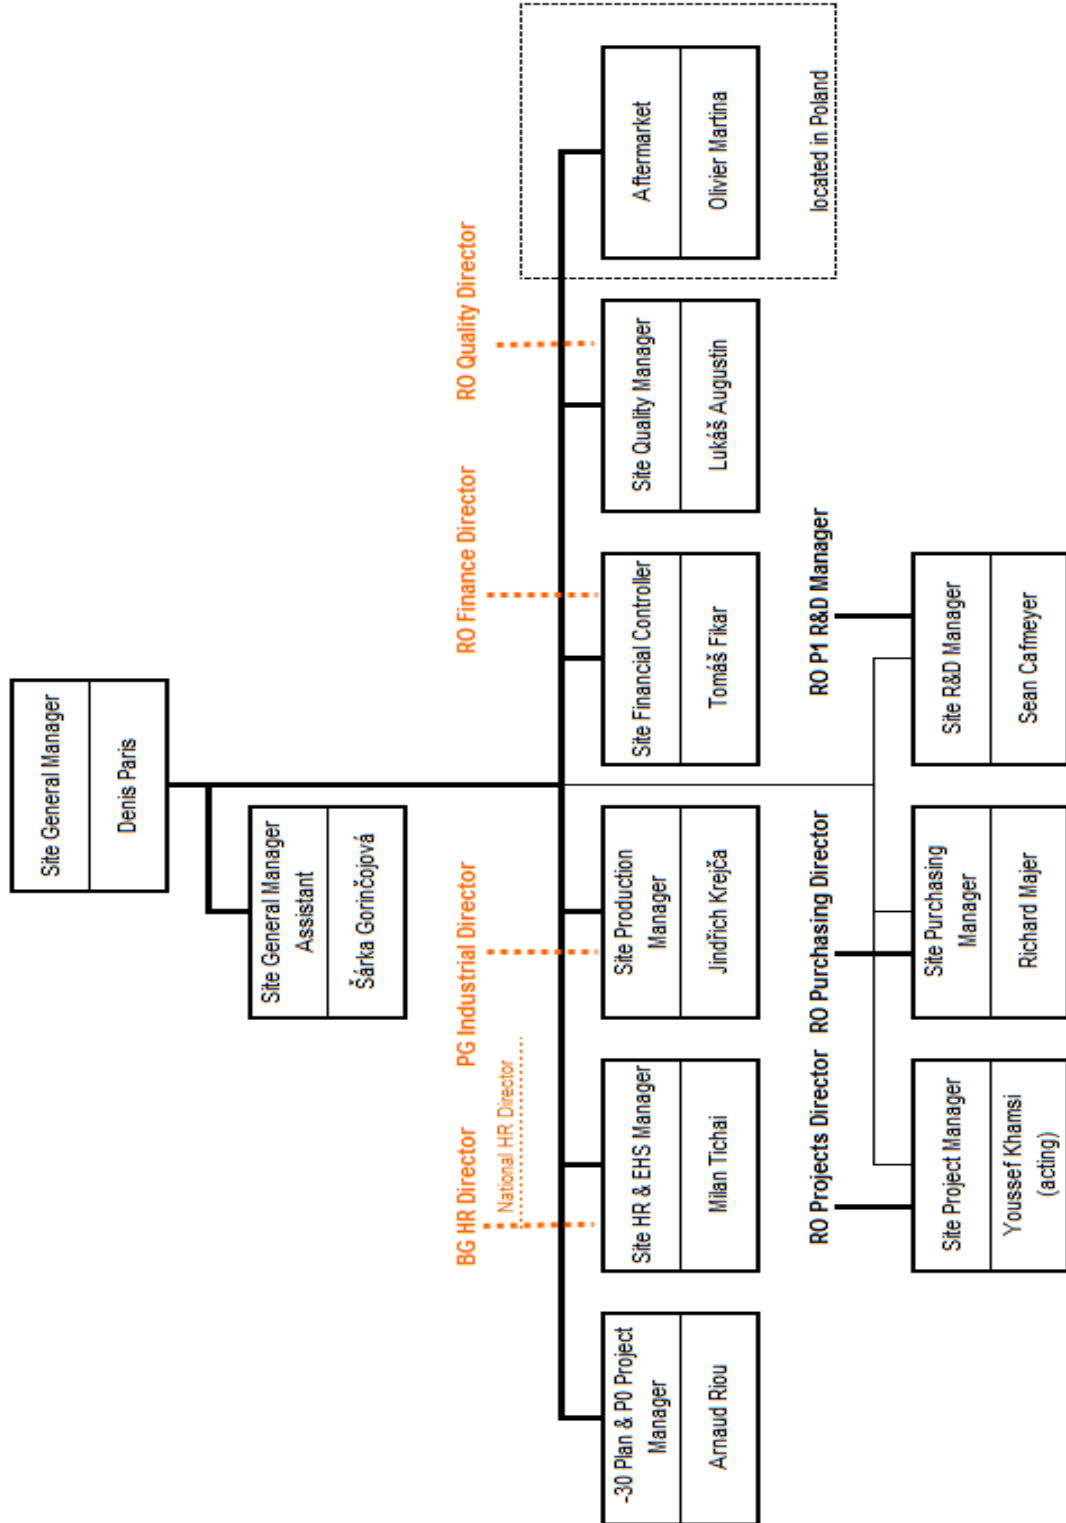 Site General Manager
Denis Paris
Site General Manager
Assistant
Šárka Gorinčojová
BG HR Director
National HR Director
PG Industrial Director
RO Finance Director
RO Quality Director
-30 Plan & P0 Project
Manager
Arnaud Riou
Site HR & EHS Manager
Milan Tichai
Site Production
Manager
Jindřich Krejča
Site Financial Controller
Tomáš Fikar
Site Quality Manager
Lukáš Augustin
Aftermarket
Olivier Martina
located in Poland
RO Projects Director
RO Purchasing Director
RO P1 R&D Manager
Site Project Manager
Youssef Khamsi
(acting)
Site Purchasing
Manager
Richard Majer
Site R&D Manager
Sean Cafmeyer